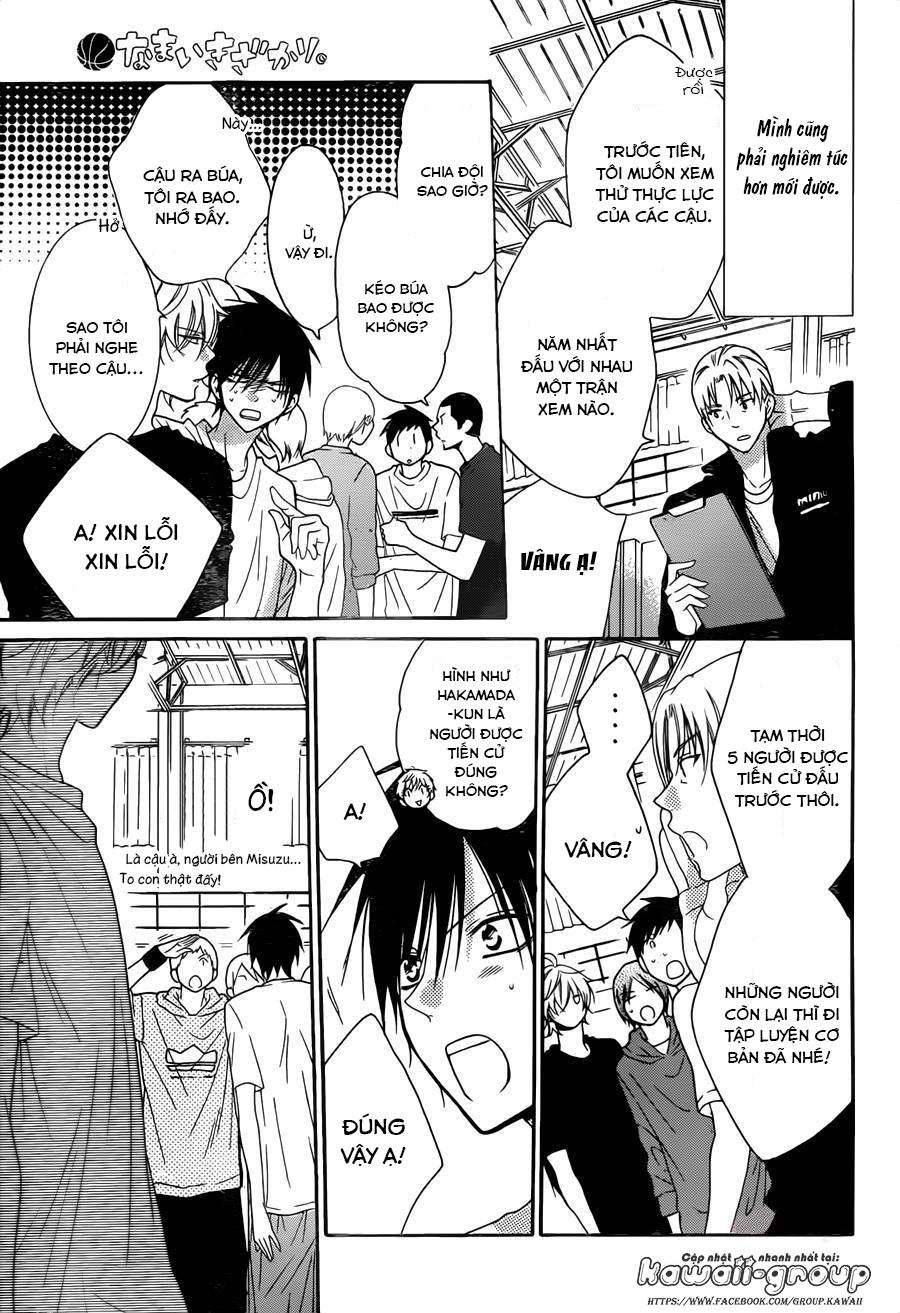 なまいきざかり。
Mình cũng
phải nghiêm túc
hơn mới được.
Được
rồi
TRƯỚC TIÊN,
TÔI MUỐN XEM
THỬ THỰC LỰC
CỦA CÁC CẬU.
NĂM NHẤT
ĐẤU VỚI NHAU
MỘT TRẬN
XEM NÀO.
VÂNG Ạ!
CHIA ĐỘI
SAO GIỜ?
KÉO BÚA
BAO ĐƯỢC
KHÔNG?
Ừ,
VẬY ĐI.
Này...
CẬU RA BÚA,
TÔI RA BAO.
NHỚ ĐẤY.
Hở
SAO TÔI
PHẢI NGHE
THEO CẬU...
A! XIN LỖI
XIN LỖI!
TẠM THỜI
5 NGƯỜI ĐƯỢC
TIẾN CỬ ĐẤU
TRƯỚC THÔI.
....
VÂNG!
NHỮNG NGƯỜI
CÒN LẠI THÌ ĐI
TẬP LUYỆN CƠ
BẢN ĐÃ NHÉ!
HÌNH NHƯ
HAKAMADA
-KUN LÀ
NGƯỜI ĐƯỢC
TIẾN CỬ
ĐÚNG
KHÔNG?
A!
ĐÚNG
VẬY Ạ!
Ồ!
Là cậu à, người bên Misuzu...
To con thật đấy!
Cập nhật nhanh nhất tại:
kawaii-group
HTTPS://WWW.FACEBOOK.COM/GROUP.KAWAII